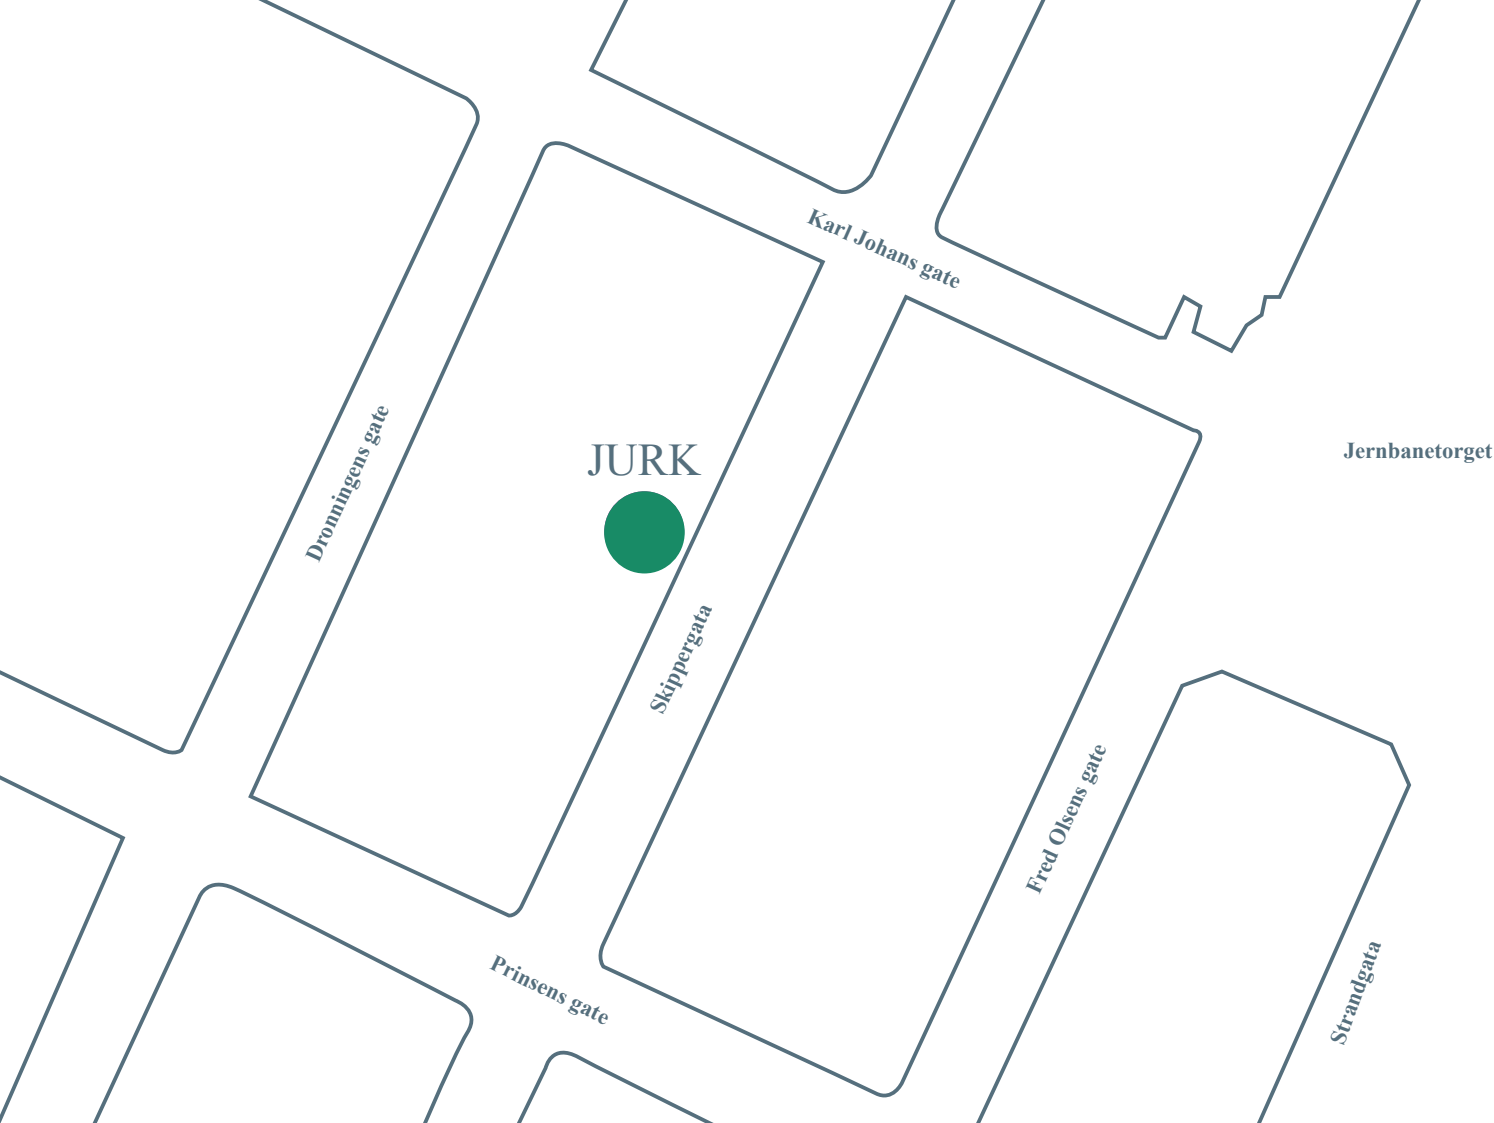 Karl Johans gate
Dronningens gate
JURK
Jernbanetorget
Skippergata
Fred Olsens gate
Prinsens gate
Strandgata